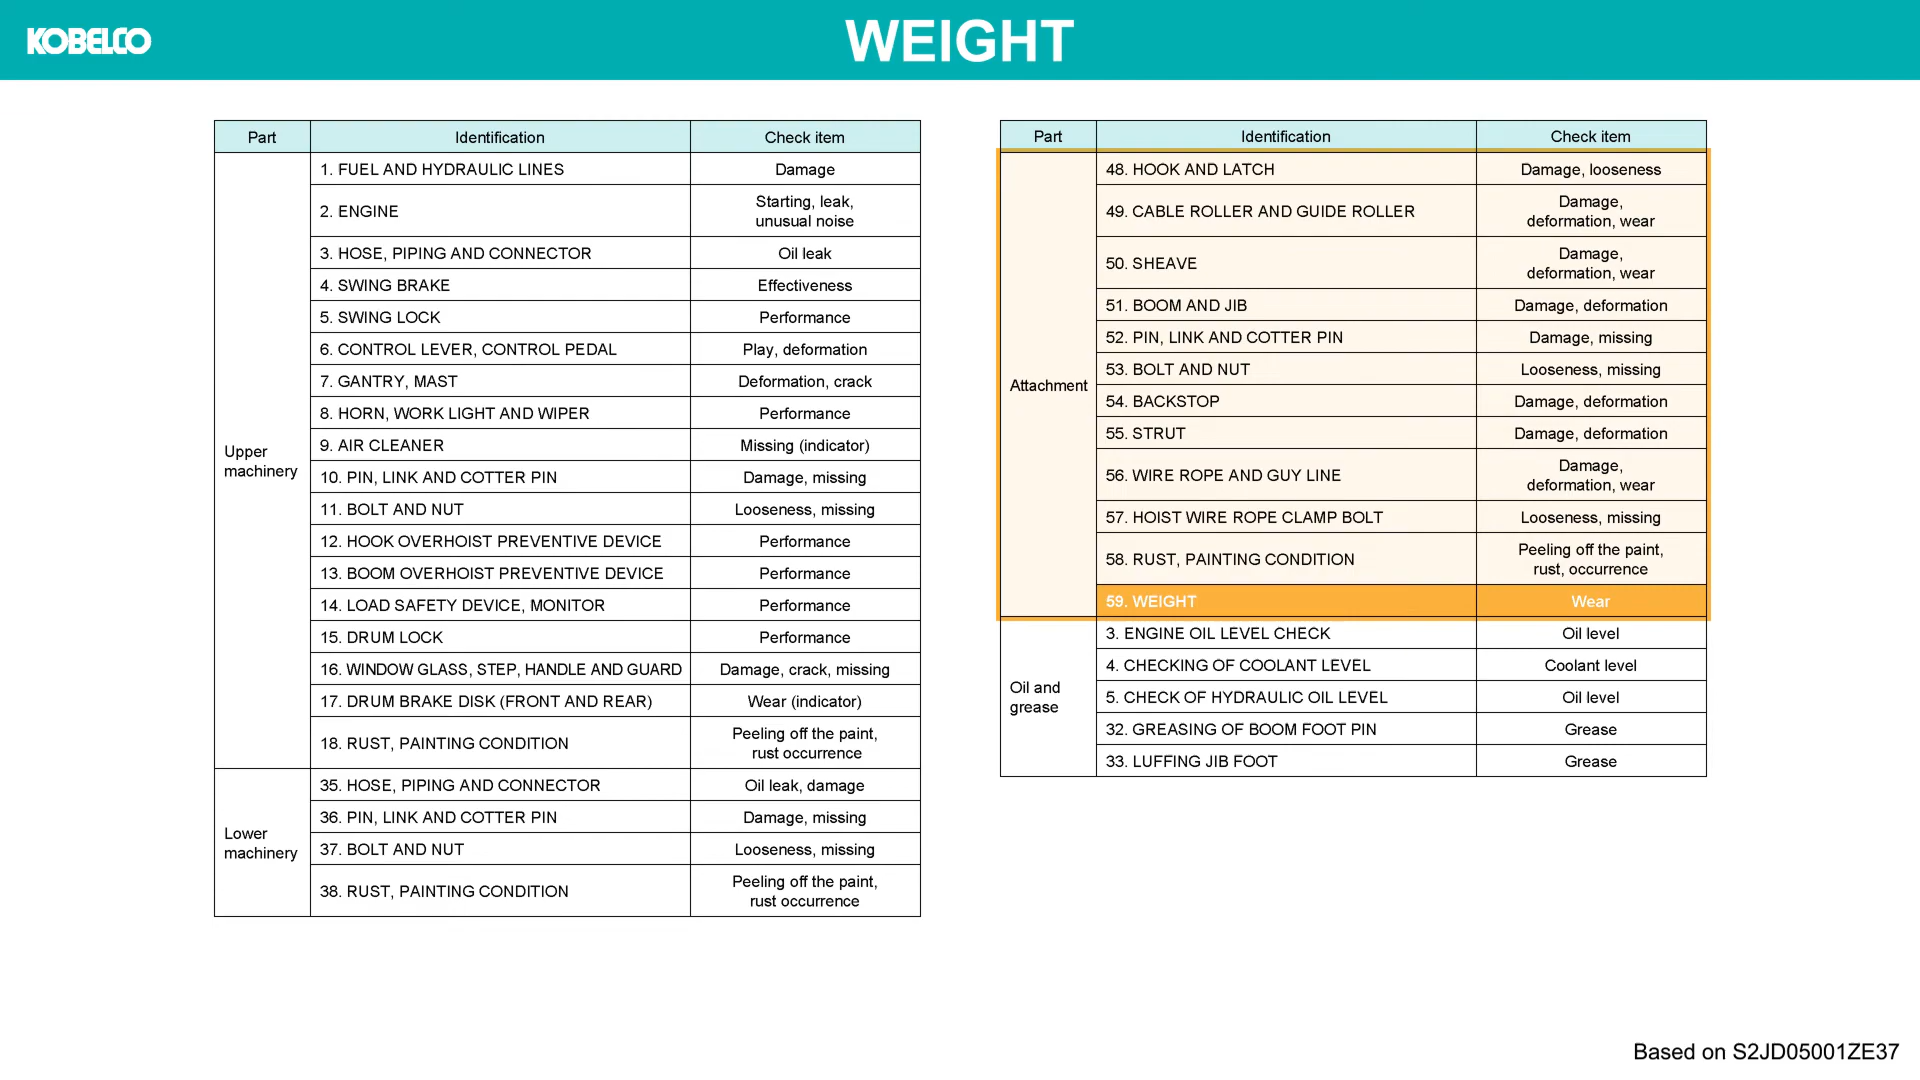 KOBELCO
WEIGHT
Part Identification Check item
Upper
machinery
1. FUEL AND HYDRAULIC LINES Damage
2. ENGINE Starting, leak,
unusual noise
3. HOSE, PIPING AND CONNECTOR Oil leak
4. SWING BRAKE Effectiveness
5. SWING LOCK Performance
6. CONTROL LEVER, CONTROL PEDAL Play, deformation
7. GANTRY, MAST Deformation, crack
8. HORN, WORK LIGHT AND WIPER Performance
9. AIR CLEANER Missing (indicator)
10. PIN, LINK AND COTTER PIN Damage, missing
11. BOLT AND NUT Looseness, missing
12. HOOK OVERHOIST PREVENTIVE DEVICE Performance
13. BOOM OVERHOIST PREVENTIVE DEVICE Performance
14. LOAD SAFETY DEVICE, MONITOR Performance
15. DRUM LOCK Performance
16. WINDOW GLASS, STEP, HANDLE AND GUARD Damage, crack, missing
17. DRUM BRAKE DISK (FRONT AND REAR) Wear (indicator)
18. RUST, PAINTING CONDITION Peeling off the paint,
rust occurrence
Lower
machinery
35. HOSE, PIPING AND CONNECTOR Oil leak, damage
36. PIN, LINK AND COTTER PIN Damage, missing
37. BOLT AND NUT Looseness, missing
38. RUST, PAINTING CONDITION Peeling off the paint,
rust occurrence
Part Identification Check item
Attachment
48. HOOK AND LATCH Damage, looseness
49. CABLE ROLLER AND GUIDE ROLLER Damage,
deformation, wear
50. SHEAVE Damage,
deformation, wear
51. BOOM AND JIB Damage, deformation
52. PIN, LINK AND COTTER PIN Damage, missing
53. BOLT AND NUT Looseness, missing
54. BACKSTOP Damage, deformation
55. STRUT Damage, deformation
56. WIRE ROPE AND GUY LINE Damage,
deformation, wear
57. HOIST WIRE ROPE CLAMP BOLT Looseness, missing
58. RUST, PAINTING CONDITION Peeling off the paint,
rust, occurrence
59. WEIGHT Wear
Oil and
grease
3. ENGINE OIL LEVEL CHECK Oil level
4. CHECKING OF COOLANT LEVEL Coolant level
5. CHECK OF HYDRAULIC OIL LEVEL Oil level
32. GREASING OF BOOM FOOT PIN Grease
33. LUFFING JIB FOOT Grease
Based on S2JD05001ZE37